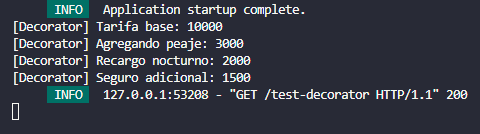 INFO Application startup complete.
[Decorator] Tarifa base: 10000
[Decorator] Agregando peaje: 3000
[Decorator] Recargo nocturno: 2000
[Decorator] Seguro adicional: 1500
INFO 127.0.0.1:53208 - "GET /test-decorator HTTP/1.1" 200